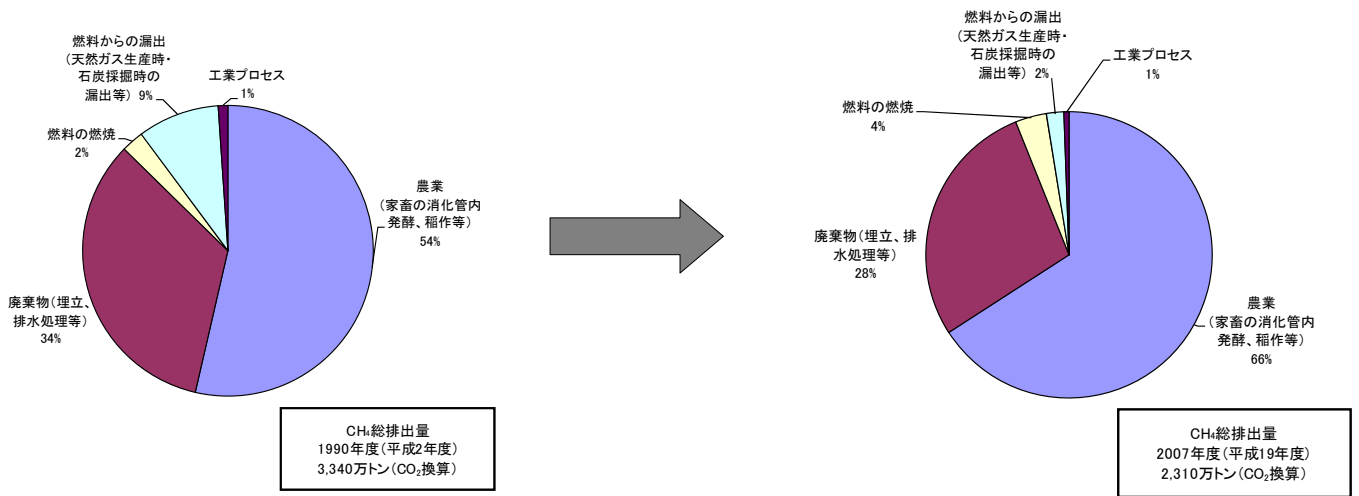 燃料からの漏出
(天然ガス生産時・
石炭採掘時の
漏出等) 9%
工業プロセス
1%
燃料の燃焼
2%
農業
(家畜の消化管内
発酵、稲作等)
54%
廃棄物(埋立、
排水処理等)
34%
CH₄総排出量
1990年度(平成2年度)
3,340万トン(CO₂換算)
燃料からの漏出
(天然ガス生産時・
石炭採掘時の
漏出等) 2%
工業プロセス
1%
燃料の燃焼
4%
廃棄物(埋立、排
水処理等)
28%
農業
(家畜の消化管内
発酵、稲作等)
66%
CH₄総排出量
2007年度(平成19年度)
2,310万トン(CO₂換算)